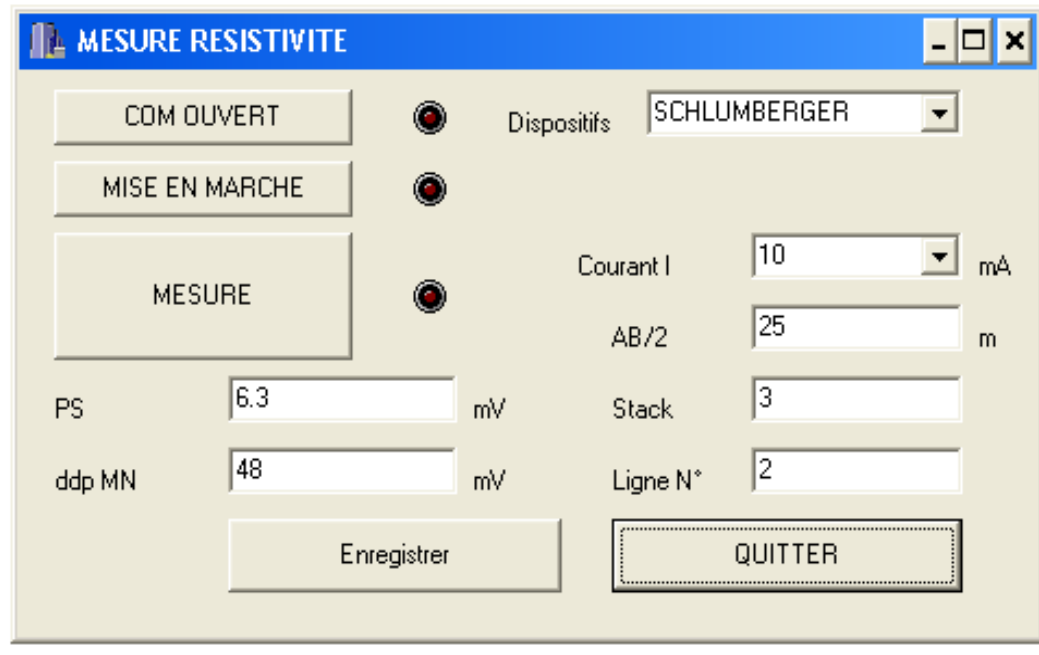 MESURE RESISTIVITE
COM OUVERT
Dispositifs SCHLUMBERGER
MISE EN MARCHE
Courant I 10 mA
MESURE
AB/2 25 m
PS 6.3 mV
Stack 3
ddp MN 48 mV
Ligne N° 2
Enregistrer
QUITTER